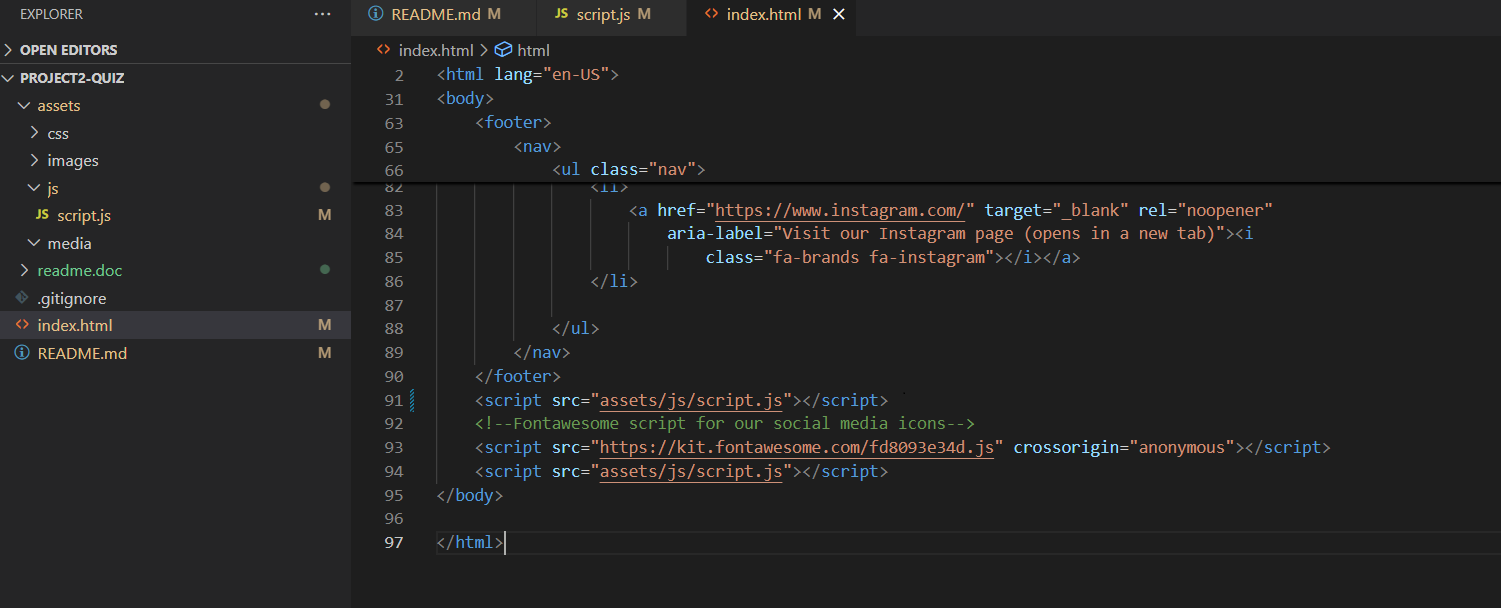 EXPLORER ...
OPEN EDITORS
PROJECT2-QUIZ
assets
css
images
js
JS script.js M
media
readme.doc
.gitignore
index.html M
README.md M
README.md M JS script.js M index.html M
index.html > html
2 <html lang="en-US">
31 <body>
63 <footer>
65 <nav>
66 <ul class="nav">
82 <li>
83 <a href="https://www.instagram.com/" target="_blank" rel="noopener"
84 aria-label="Visit our Instagram page (opens in a new tab)"><i
85 class="fa-brands fa-instagram"></i></a>
86 </li>
87
88 </ul>
89 </nav>
90 </footer>
91 <script src="assets/js/script.js"></script>
92 <!--Fontawesome script for our social media icons-->
93 <script src="https://kit.fontawesome.com/fd8093e34d.js" crossorigin="anonymous"></script>
94 <script src="assets/js/script.js"></script>
95 </body>
96
97 </html>